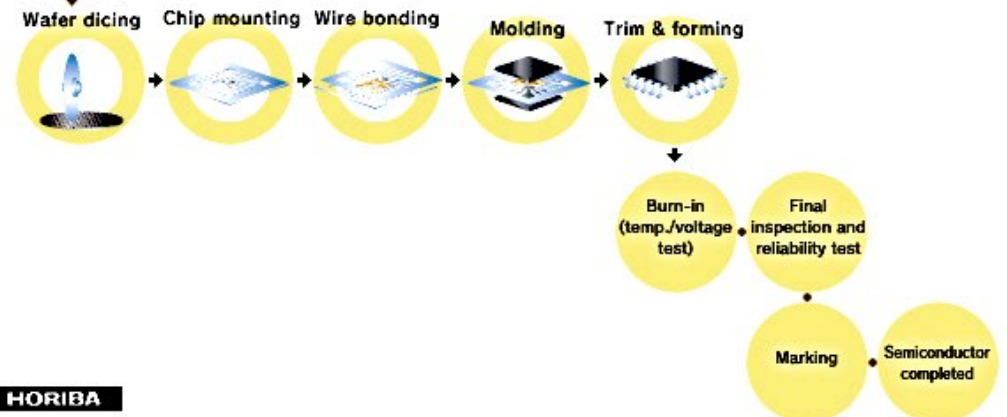 Wafer dicing
Chip mounting
Wire bonding
Molding
Trim & forming
Burn-in
(temp./voltage
test)
Final
inspection and
reliability test
Marking
Semiconductor
completed
HORIBA